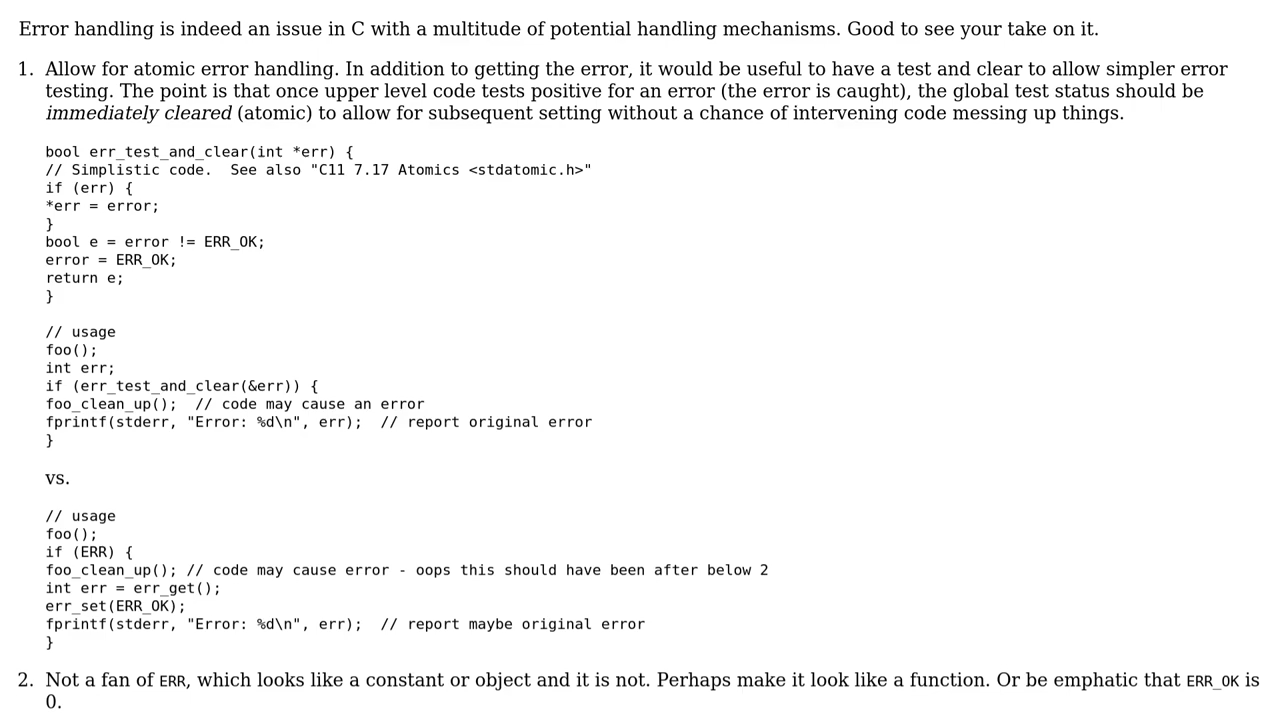 Error handling is indeed an issue in C with a multitude of potential handling mechanisms. Good to see your take on it.
1. Allow for atomic error handling. In addition to getting the error, it would be useful to have a test and clear to allow simpler error
testing. The point is that once upper level code tests positive for an error (the error is caught), the global test status should be
immediately cleared (atomic) to allow for subsequent setting without a chance of intervening code messing up things.
bool err_test_and_clear(int *err) {
// Simplistic code.  See also "C11 7.17 Atomics <stdatomic.h>"
if (err) {
*err = error;
}
bool e = error != ERR_OK;
error = ERR_OK;
return e;
}
// usage
foo();
int err;
if (err_test_and_clear(&err)) {
foo_clean_up();  // code may cause an error
fprintf(stderr, "Error: %d\n", err);  // report original error
}
vs.
// usage
foo();
if (ERR) {
foo_clean_up(); // code may cause error - oops this should have been after below 2
int err = err_get();
err_set(ERR_OK);
fprintf(stderr, "Error: %d\n", err);  // report maybe original error
}
2. Not a fan of ERR, which looks like a constant or object and it is not. Perhaps make it look like a function. Or be emphatic that ERR_OK is
0.